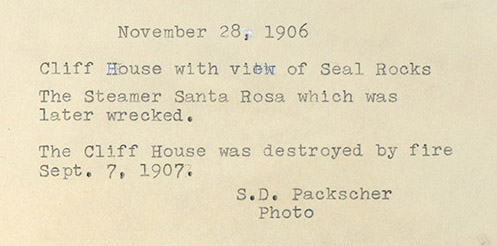 November 28, 1906
Cliff House with view of Seal Rocks
The Steamer Santa Rosa which was
later wrecked.
The Cliff House was destroyed by fire
Sept. 7, 1907.
S.D. Packscher
Photo